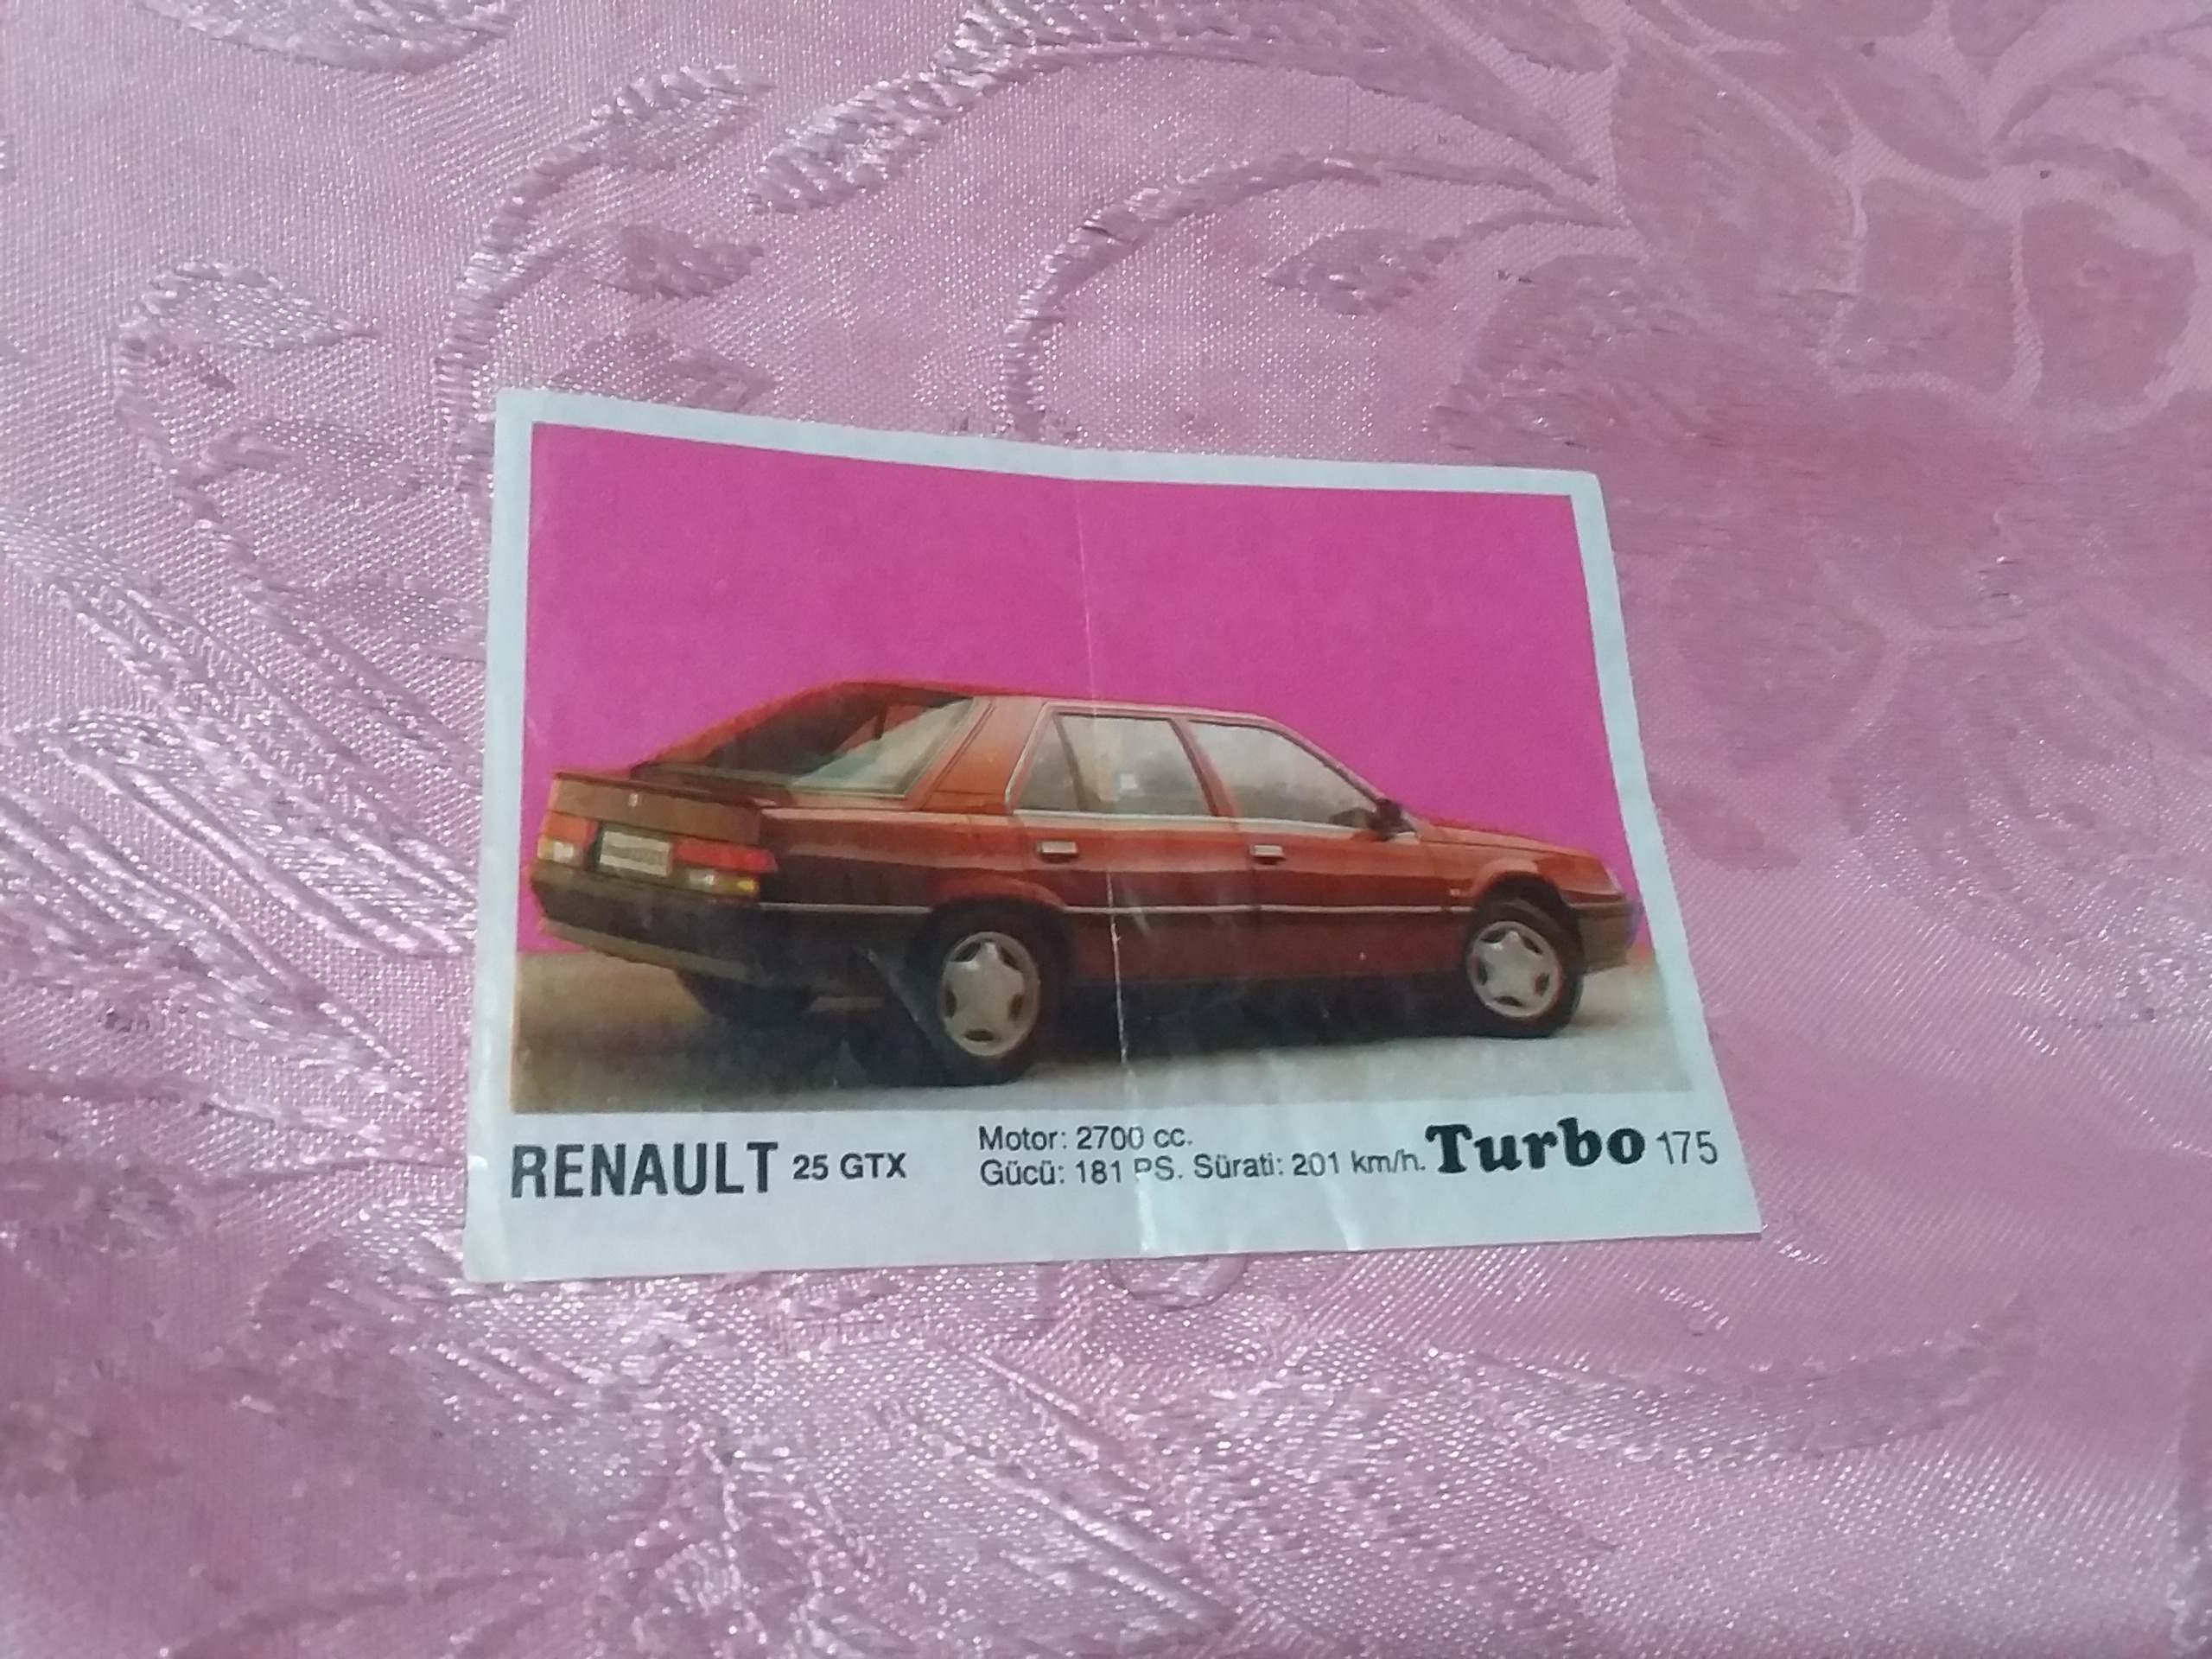 RENAULT 25 GTX
Motor: 2700 cc.
Gücü: 181 PS. Sürati: 201 km/h.
Turbo 175